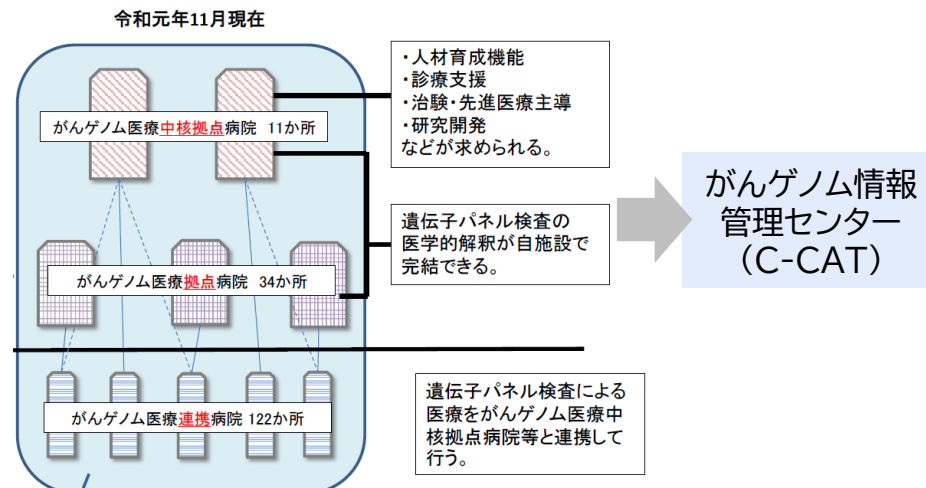 令和元年11月現在
・人材育成機能
・診療支援
・治験・先進医療主導
・研究開発
などが求められる。
がんゲノム医療中核拠点病院 11か所
がんゲノム情報
管理センター
（C-CAT）
遺伝子パネル検査の
医学的解釈が自施設で
完結できる。
がんゲノム医療拠点病院 34か所
遺伝子パネル検査による
医療をがんゲノム医療中
核拠点病院等と連携して
行う。
がんゲノム医療連携病院 122か所